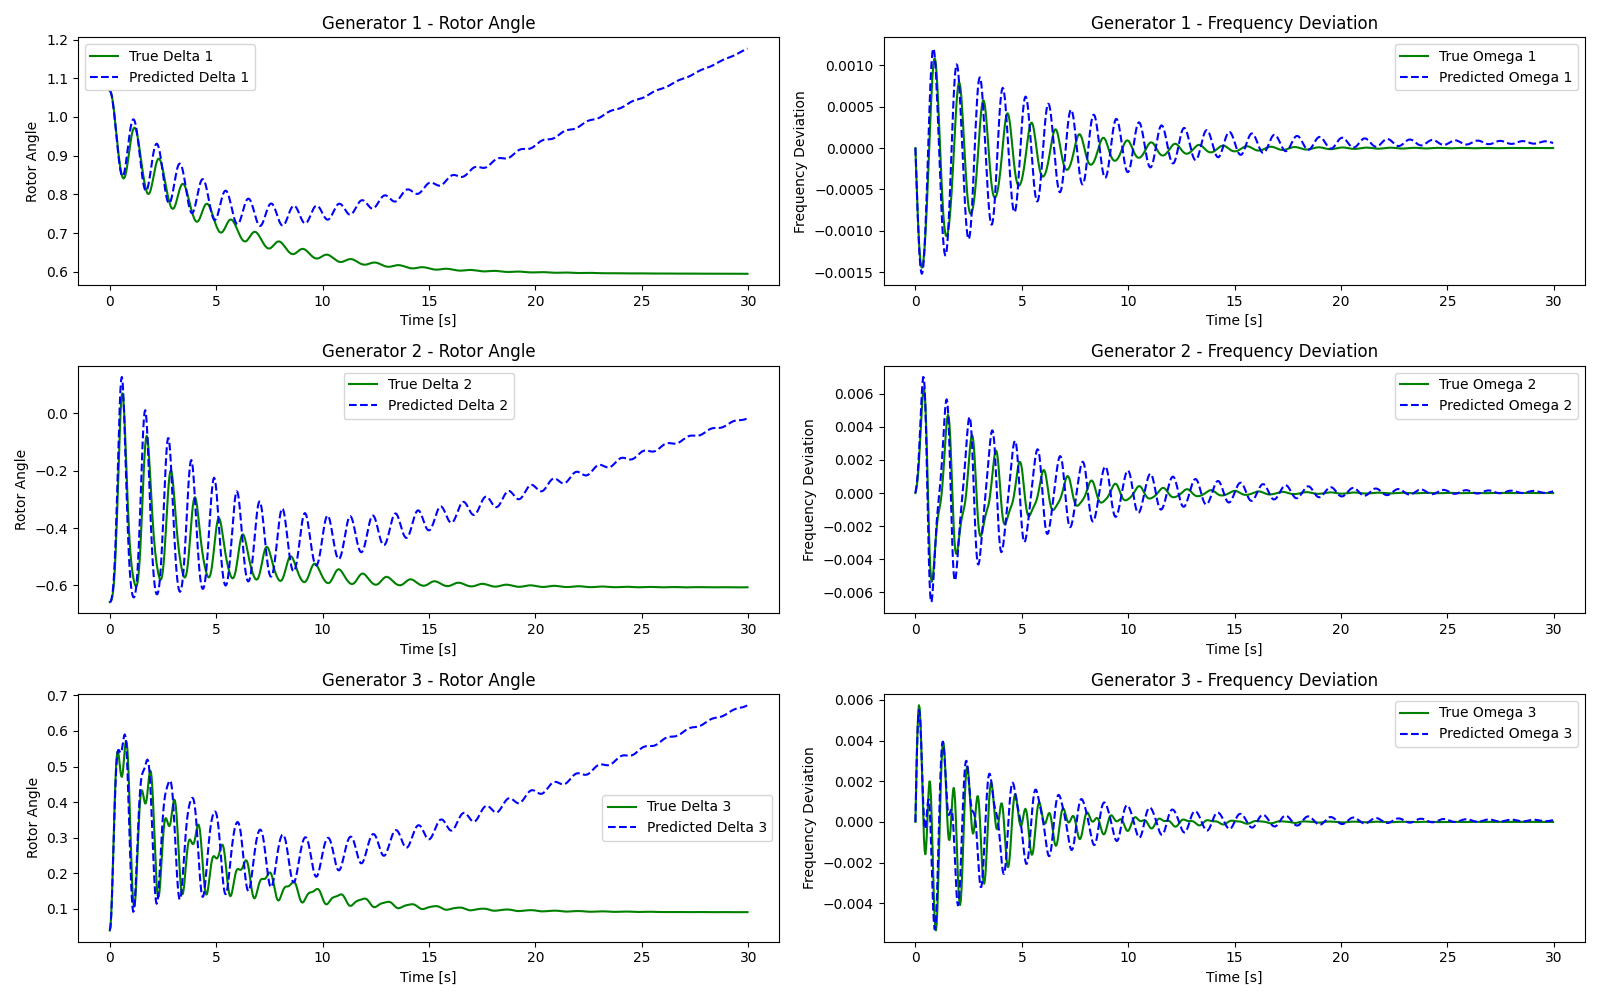 Generator 1 - Rotor Angle
1.2
1.1
1.0
0.9
0.8
0.7
0.6
Rotor Angle
True Delta 1
Predicted Delta 1
0 5 10 15 20 25 30
Time [s]
Generator 1 - Frequency Deviation
0.0010
0.0005
0.0000
−0.0005
−0.0010
−0.0015
Frequency Deviation
True Omega 1
Predicted Omega 1
0 5 10 15 20 25 30
Time [s]
Generator 2 - Rotor Angle
0.0
−0.2
−0.4
−0.6
Rotor Angle
True Delta 2
Predicted Delta 2
0 5 10 15 20 25 30
Time [s]
Generator 2 - Frequency Deviation
0.006
0.004
0.002
0.000
−0.002
−0.004
−0.006
Frequency Deviation
True Omega 2
Predicted Omega 2
0 5 10 15 20 25 30
Time [s]
Generator 3 - Rotor Angle
0.7
0.6
0.5
0.4
0.3
0.2
0.1
Rotor Angle
True Delta 3
Predicted Delta 3
0 5 10 15 20 25 30
Time [s]
Generator 3 - Frequency Deviation
0.006
0.004
0.002
0.000
−0.002
−0.004
Frequency Deviation
True Omega 3
Predicted Omega 3
0 5 10 15 20 25 30
Time [s]